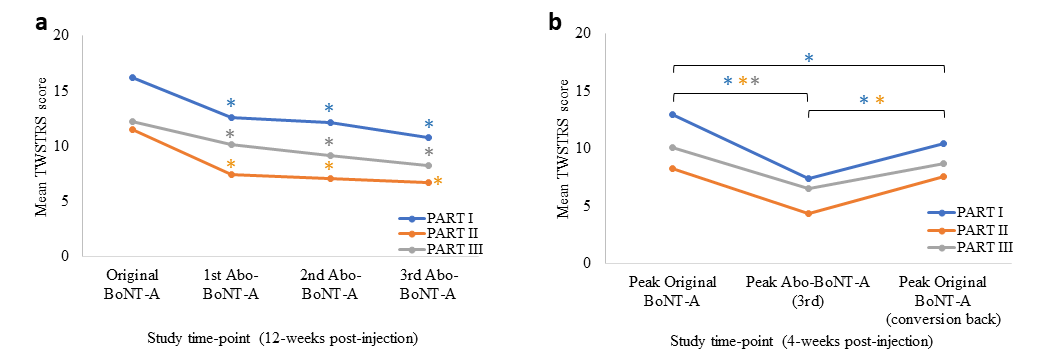 a
20
15
10
5
0
Mean TWSTRS score
*
*
*
*
*
*
*
*
*
PART I
PART II
PART III
Original
BoNT-A
1st Abo-
BoNT-A
2nd Abo-
BoNT-A
3rd Abo-
BoNT-A
Study time-point (12-weeks post-injection)
b
20
15
10
5
0
Mean TWSTRS score
*
* * *
* *
PART I
PART II
PART III
Peak Original
BoNT-A
Peak Abo-BoNT-A
(3rd)
Peak Original
BoNT-A
(conversion back)
Study time-point (4-weeks post-injection)